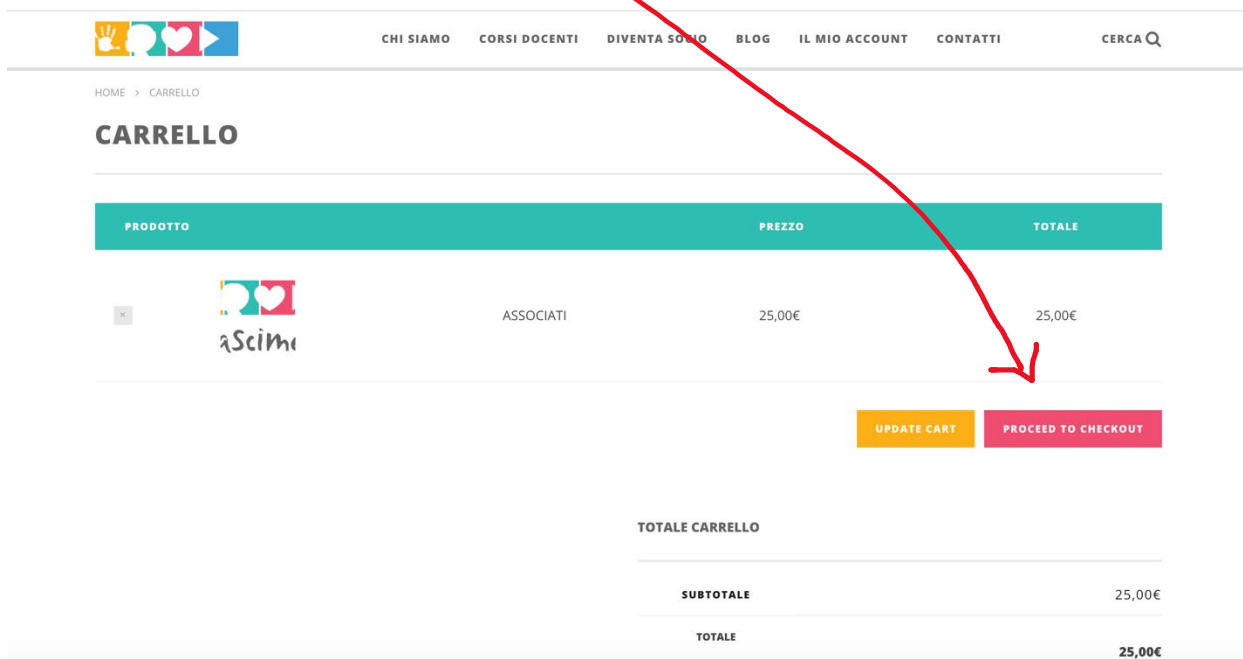 CHI SIAMO CORSI DOCENTI DIVENTA SOCIO BLOG IL MIO ACCOUNT CONTATTI CERCA
HOME > CARRELLO
CARRELLO
PRODOTTO PREZZO TOTALE
× ASSOCIATI 25,00€ 25,00€
UPDATE CART PROCEED TO CHECKOUT
TOTALE CARRELLO
SUBTOTALE 25,00€
TOTALE
25,00€